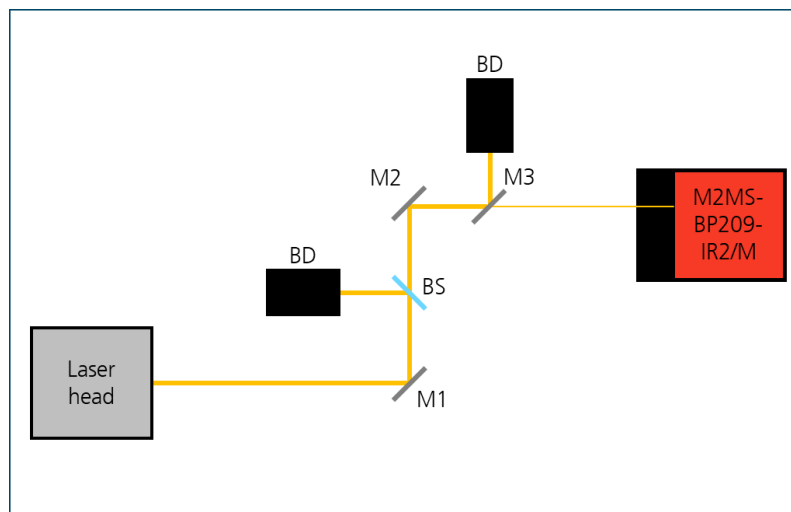 BD
M2
M3
M2MS-
BP209-
IR2/M
BD
BS
Laser
head
M1